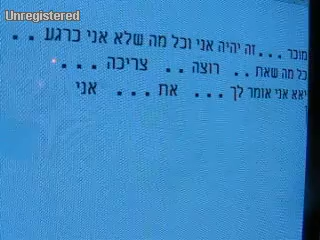 Unregistered
מוכר . . . זה יהיה אני וכל מה שלא אני כרגע . .
כל מה שאת . . רוצה . . צריכה . . .
אני אומר לך . . . את . . . אני